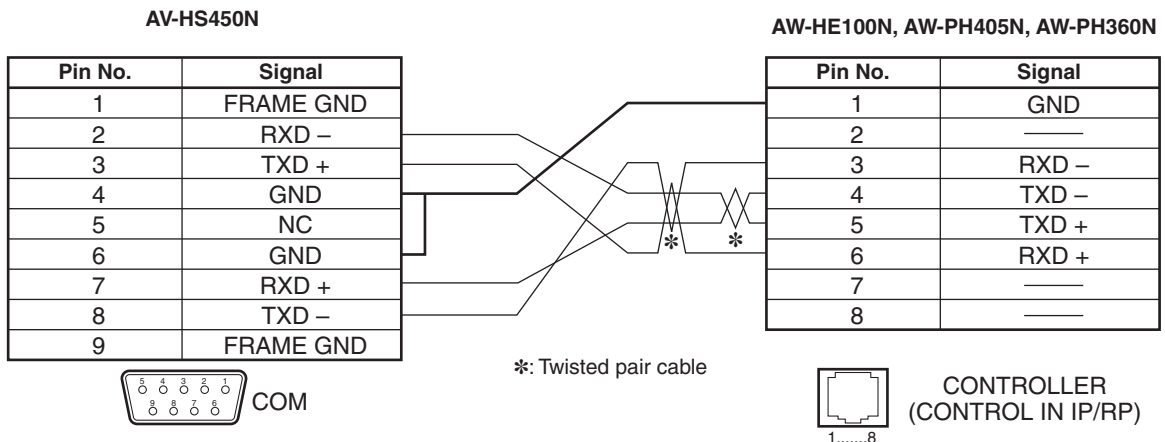 AV-HS450N
AW-HE100N, AW-PH405N, AW-PH360N
Pin No. Signal
1 FRAME GND
2 RXD –
3 TXD +
4 GND
5 NC
6 GND
7 RXD +
8 TXD –
9 FRAME GND
Pin No. Signal
1 GND
2 ——
3 RXD –
4 TXD –
5 TXD +
6 RXD +
7 ——
8 ——
✻ ✻
✻: Twisted pair cable
5 4 3 2 1
9 8 7 6
COM
CONTROLLER
(CONTROL IN IP/RP)
1.......8